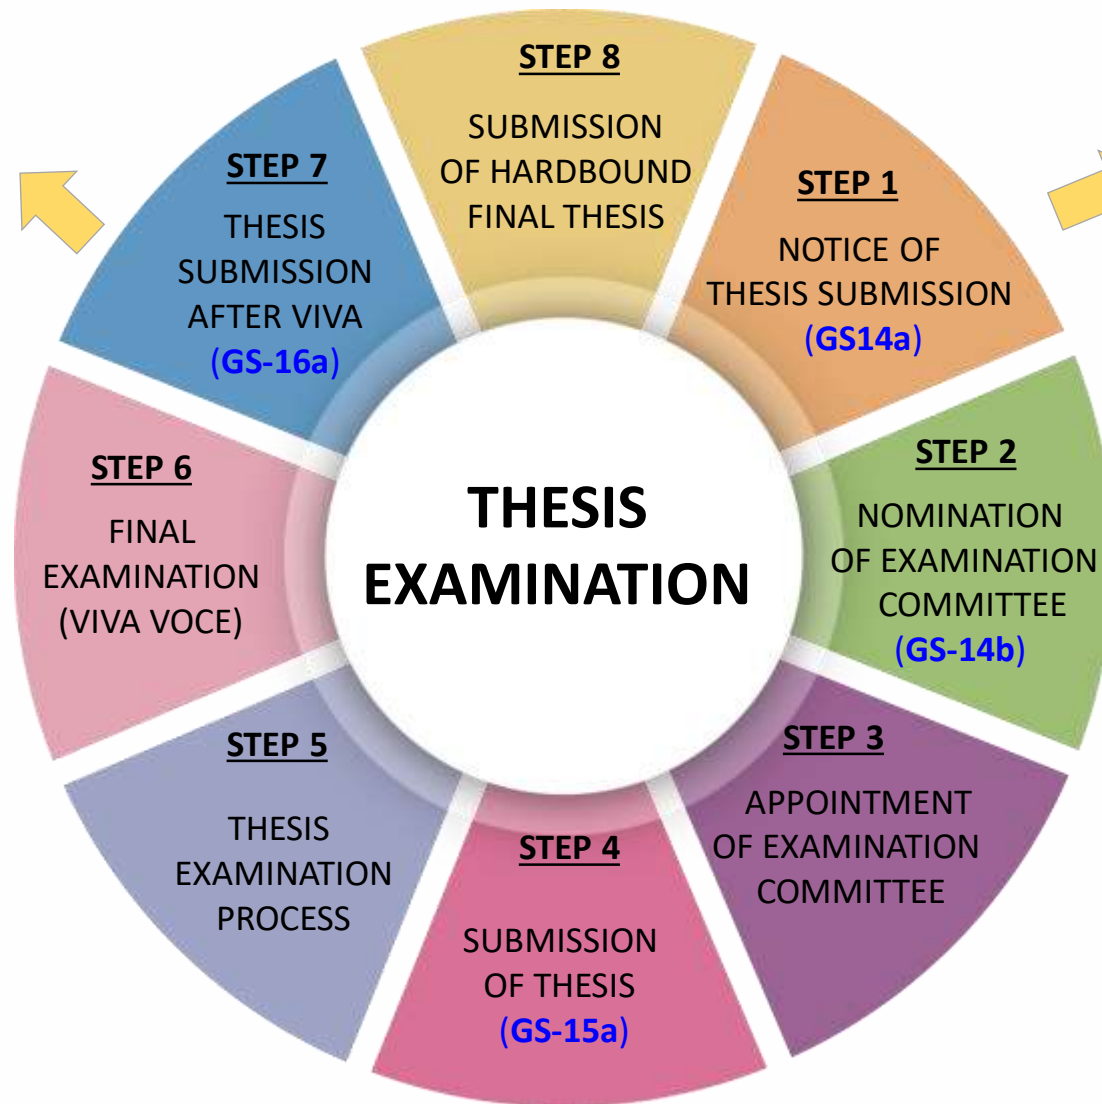 THESIS
EXAMINATION
STEP 1
NOTICE OF
THESIS SUBMISSION
(GS14a)
STEP 2
NOMINATION
OF EXAMINATION
COMMITTEE
(GS-14b)
STEP 3
APPOINTMENT
OF EXAMINATION
COMMITTEE
STEP 4
SUBMISSION
OF THESIS
(GS-15a)
STEP 5
THESIS
EXAMINATION
PROCESS
STEP 6
FINAL
EXAMINATION
(VIVA VOCE)
STEP 7
THESIS
SUBMISSION
AFTER VIVA
(GS-16a)
STEP 8
SUBMISSION
OF HARDBOUND
FINAL THESIS